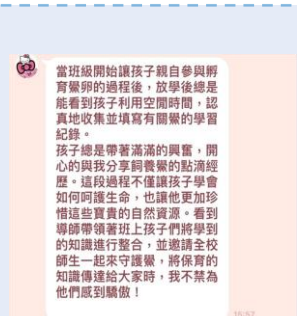 當班級開始讓孩子親自參與孵
育鱟卵的過程後，放學後總是
能看到孩子利用空閒時間，認
真地收集並填寫有關鱟的學習
紀錄。
孩子總是帶著滿滿的興奮，開
心的與我分享飼養鱟的點滴經
歷。這段過程不僅讓孩子學會
如何呵護生命，也讓他更加珍
惜這些寶貴的自然資源。看到
導師帶領著班上孩子們將學到
的知識進行整合，並邀請全校
師生一起來守護鱟，將保育的
知識傳達給大家時，我不禁為
他們感到驕傲！
16:57